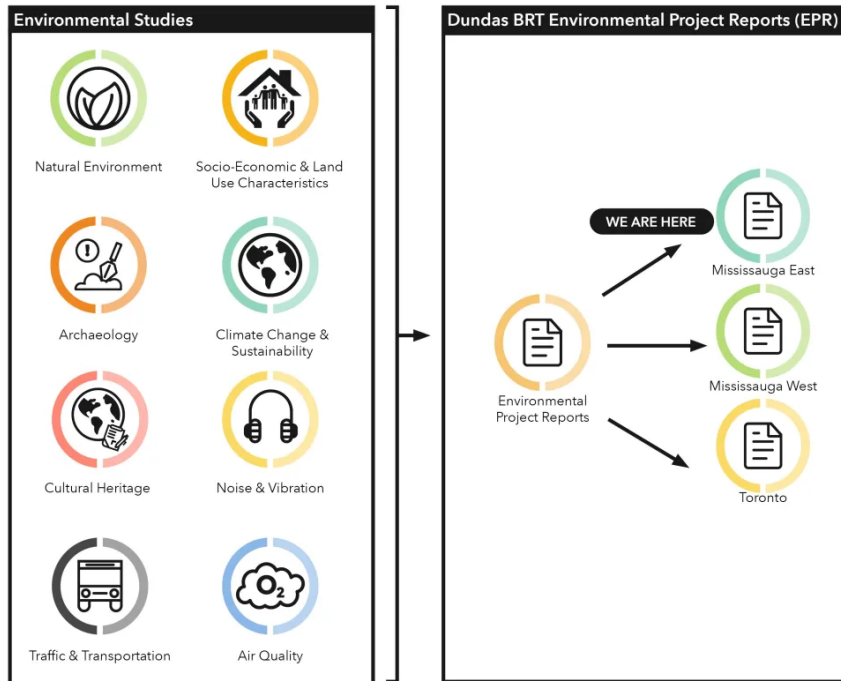 Environmental Studies
Natural Environment
Socio-Economic & Land
Use Characteristics
Archaeology
Climate Change &
Sustainability
Cultural Heritage
Noise & Vibration
Traffic & Transportation
O2
Air Quality
Dundas BRT Environmental Project Reports (EPR)
WE ARE HERE
Mississauga East
Environmental
Project Reports
Mississauga West
Toronto